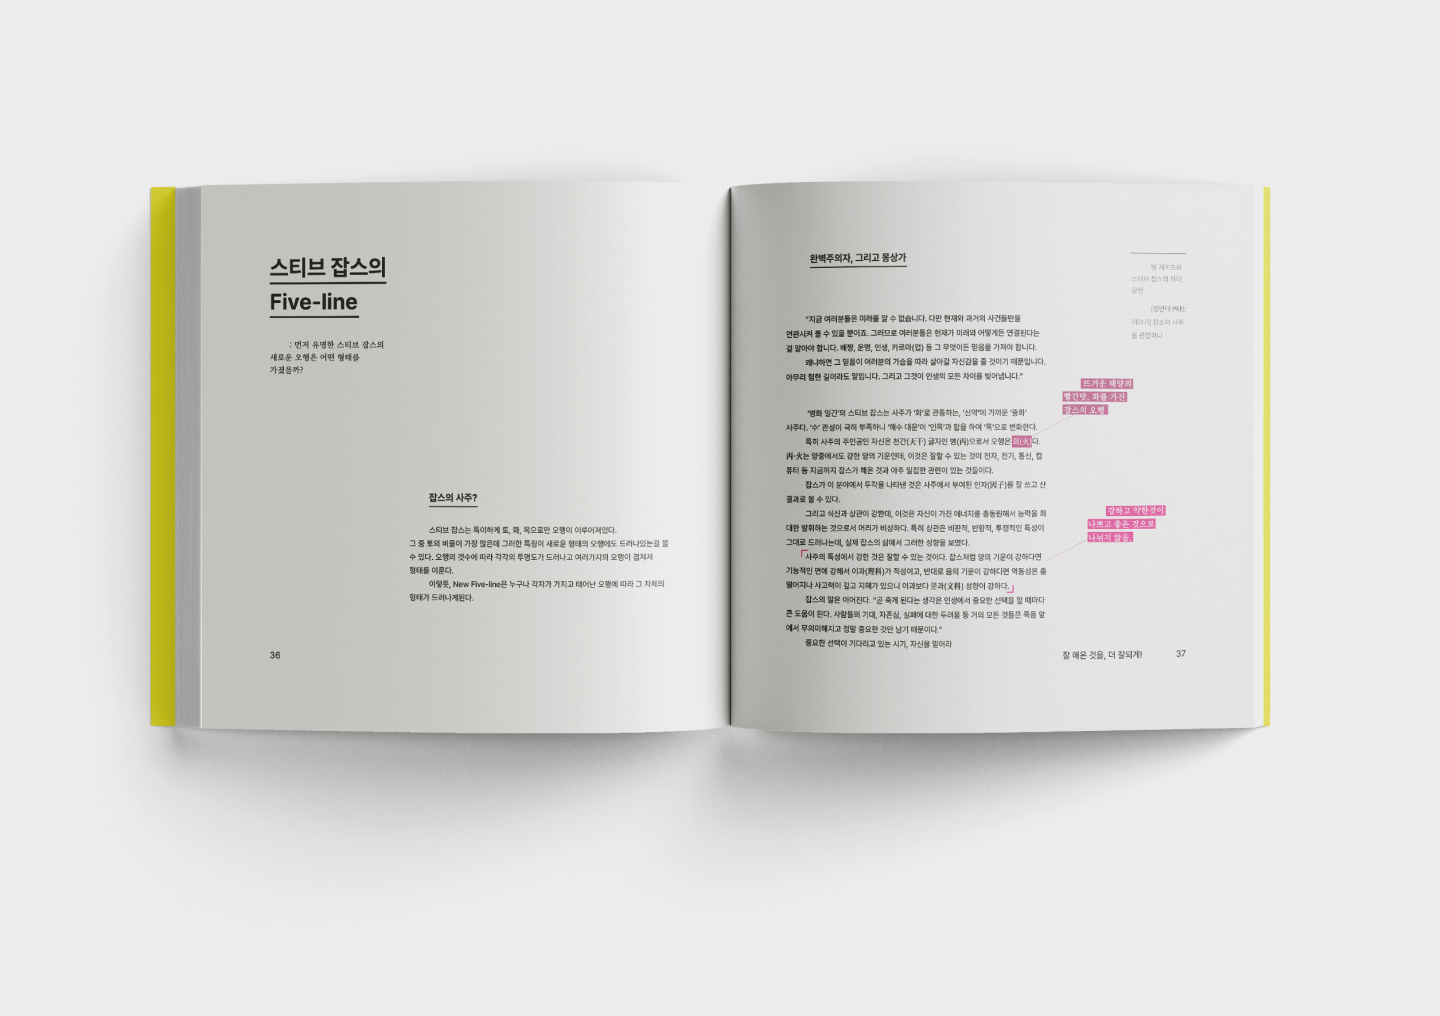 스티브 잡스의
Five-line
: 먼저 유명한 스티브 잡스의
새로운 오행은 어떤 형태를
가졌을까?
잡스의 사주?
스티브 잡스는 특이하게 토, 화, 목으로만 오행이 이루어져있다.
그 중 토의 비율이 가장 많은데 그러한 특징이 새로운 형태의 오행에도 드러나있는걸 볼
수 있다. 오행의 갯수에 따라 각각의 투명도가 드러나고 여러가지의 오행이 겹쳐져
형태를 이룬다.
이렇듯, New Five-line은 누구나 각자가 가지고 태어난 오행에 따라 그 자체의
형태가 드러나게된다.
36
완벽주의자, 그리고 몽상가
“지금 여러분들은 미래를 알 수 없습니다. 다만 현재와 과거의 사건들만을
연관시켜 볼 수 있을 뿐이죠. 그러므로 여러분들은 현재가 미래와 어떻게든 연결된다는
걸 알아야 합니다. 배짱, 운명, 인생, 카르마(업) 등 그 무엇이든 믿음을 가져야 합니다.
왜냐하면 그 믿음이 여러분의 가슴을 따라 살아갈 자신감을 줄 것이기 때문입니다.
아무리 험한 길이라도 말입니다. 그리고 그것이 인생의 모든 차이를 빚어냅니다.”
‘병화 일간’의 스티브 잡스는 사주가 ‘화’로 관통하는, ‘신약’에 가까운 ‘중화’
사주다. ‘수’ 관성이 극히 부족하니 ‘해수 대운’이 ‘인목’과 합을 하여 ‘목’으로 변화한다.
특히 사주의 주인공인 자신은 천간(天干) 글자인 병(丙)으로서 오행은 화(火)다.
丙·火는 양중에서도 강한 양의 기운인데, 이것은 잘할 수 있는 것이 전자, 전기, 통신, 컴
퓨터 등 지금까지 잡스가 해온 것과 아주 밀접한 관련이 있는 것들이다.
잡스가 이 분야에서 두각을 나타낸 것은 사주에서 부여된 인자(因子)를 잘 쓰고 산
결과로 볼 수 있다.
그리고 식신과 상관이 강한데, 이것은 자신이 가진 에너지를 총동원해서 능력을 최
대한 발휘하는 것으로서 머리가 비상하다. 특히 상관은 비판적, 반항적, 투쟁적인 특성이
그대로 드러나는데, 실제 잡스의 삶에서 그러한 성향을 보였다.
「사주의 특성에서 강한 것은 잘할 수 있는 것이다. 잡스처럼 양의 기운이 강하다면
기능적인 면에 강해서 이과(理科)가 적성이고, 반대로 음의 기운이 강하다면 역동성은 좀
떨어지나 사고력이 깊고 지혜가 있으니 이과보다 문과(文科) 성향이 강하다.」
잡스의 말은 이어진다. “곧 죽게 된다는 생각은 인생에서 중요한 선택을 할 때마다
큰 도움이 된다. 사람들의 기대, 자존심, 실패에 대한 두려움 등 거의 모든 것들은 죽음 앞
에서 무의미해지고 정말 중요한 것만 남기 때문이다.”
중요한 선택이 기다리고 있는 시기, 자신을 믿어라
빌 게이츠와
스티브 잡스의 차이,
같은
이야기] 잡스의 사주
를 관찰하니
뜨거운 태양의
빨간맛, 화를 가진
잡스의 오행
강하고 약한것이
나쁘고 좋은 것으로
나뉘지 않음.
잘 해온 것을, 더 잘되게!
37